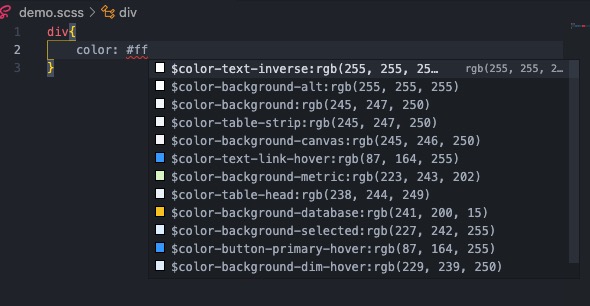 demo.scss > div
1 div{
2 color: #ff
3 }
$color-text-inverse:rgb(255, 255, 25… rgb(255, 255, 2…
$color-background-alt:rgb(255, 255, 255)
$color-background:rgb(245, 247, 250)
$color-table-strip:rgb(245, 247, 250)
$color-background-canvas:rgb(245, 246, 250)
$color-text-link-hover:rgb(87, 164, 255)
$color-background-metric:rgb(223, 243, 202)
$color-table-head:rgb(238, 244, 249)
$color-background-database:rgb(241, 200, 15)
$color-background-selected:rgb(227, 242, 255)
$color-button-primary-hover:rgb(87, 164, 255)
$color-background-dim-hover:rgb(229, 239, 250)